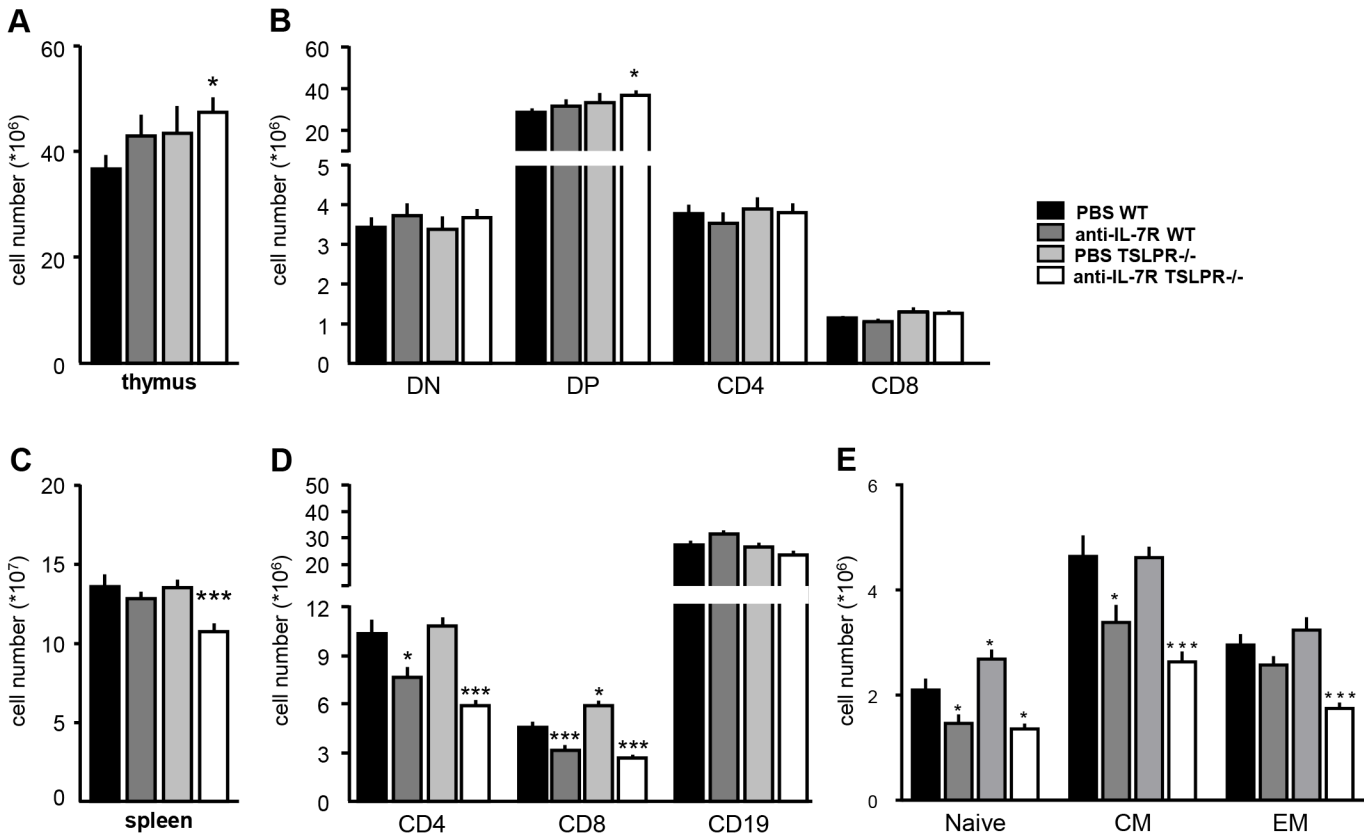 A
B
60
40
20
0
cell number (*10⁶)
*
thymus
60
40
20
5
4
3
2
1
0
cell number (*10⁶)
*
DN DP CD4 CD8
PBS WT
anti-IL-7R WT
PBS TSLPR-/-
anti-IL-7R TSLPR-/-
C
D
E
20
15
10
5
0
cell number (*10⁷)
***
spleen
50
40
30
20
12
9
6
3
0
cell number (*10⁶)
*
***
***
*
***
CD4 CD8 CD19
6
4
2
0
cell number (*10⁶)
*
*
*
*
***
***
Naive CM EM